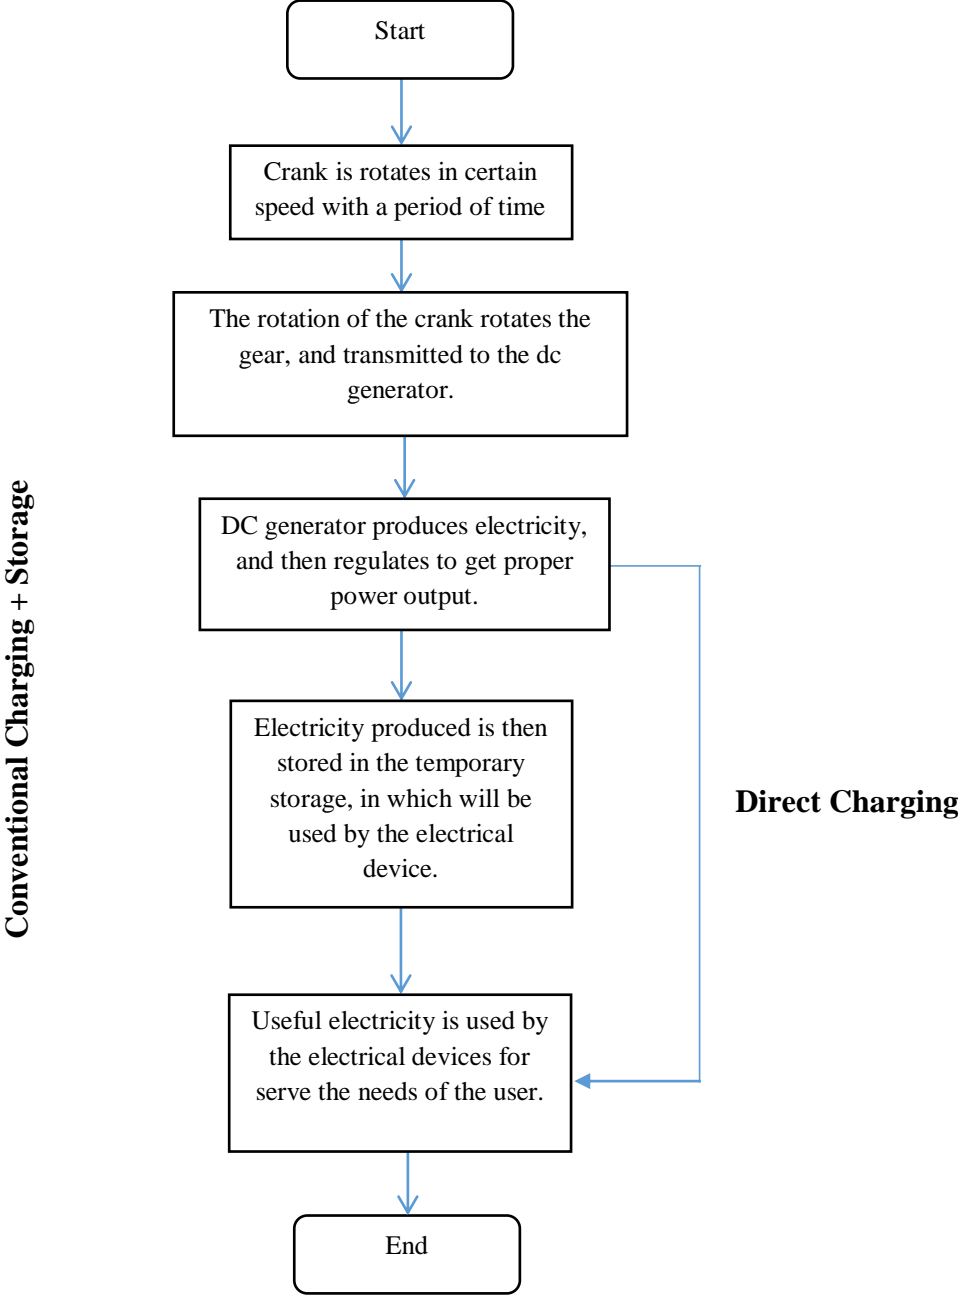 Start
Crank is rotates in certain
speed with a period of time
The rotation of the crank rotates the
gear, and transmitted to the dc
generator.
DC generator produces electricity,
and then regulates to get proper
power output.
Electricity produced is then
stored in the temporary
storage, in which will be
used by the electrical
device.
Useful electricity is used by
the electrical devices for
serve the needs of the user.
End
Conventional Charging + Storage
Direct Charging